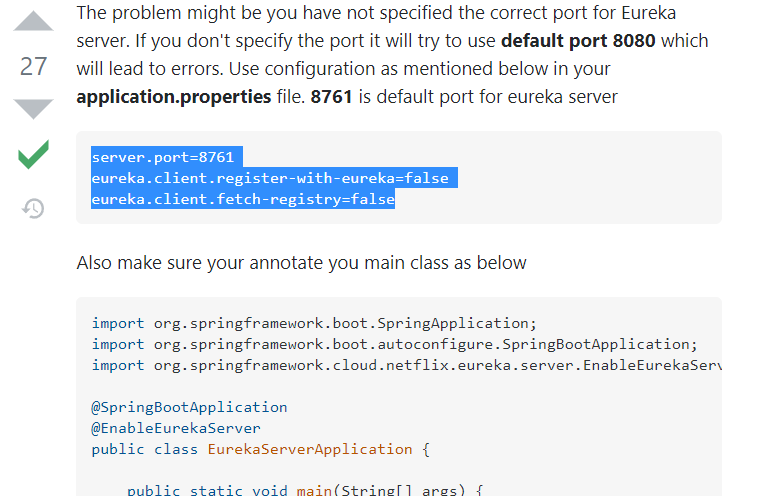 The problem might be you have not specified the correct port for Eureka
27
server. If you don't specify the port it will try to use default port 8080 which
will lead to errors. Use configuration as mentioned below in your
application.properties file. 8761 is default port for eureka server
server.port=8761
eureka.client.register-with-eureka=false
eureka.client.fetch-registry=false
Also make sure your annotate you main class as below
import org.springframework.boot.SpringApplication;
import org.springframework.boot.autoconfigure.SpringBootApplication;
import org.springframework.cloud.netflix.eureka.server.EnableEurekaServ
@SpringBootApplication
@EnableEurekaServer
public class EurekaServerApplication {
public static void main(String[] args) {